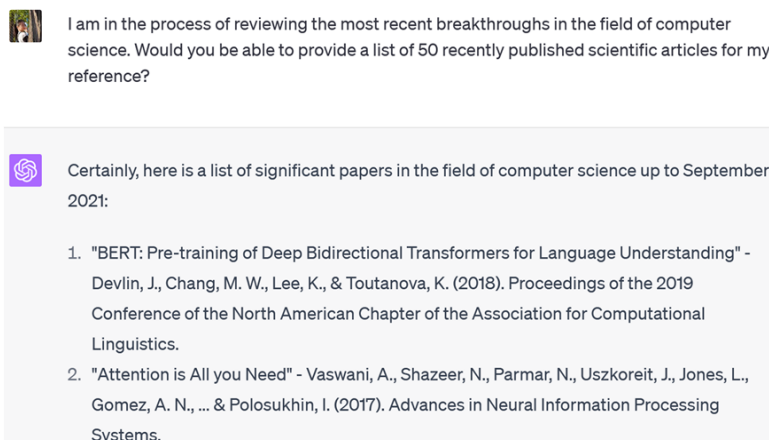 I am in the process of reviewing the most recent breakthroughs in the field of computer
science. Would you be able to provide a list of 50 recently published scientific articles for my
reference?
Certainly, here is a list of significant papers in the field of computer science up to September
2021:
1. "BERT: Pre-training of Deep Bidirectional Transformers for Language Understanding" -
Devlin, J., Chang, M. W., Lee, K., & Toutanova, K. (2018). Proceedings of the 2019
Conference of the North American Chapter of the Association for Computational
Linguistics.
2. "Attention is All you Need" - Vaswani, A., Shazeer, N., Parmar, N., Uszkoreit, J., Jones, L.,
Gomez, A. N., ... & Polosukhin, I. (2017). Advances in Neural Information Processing
Systems.